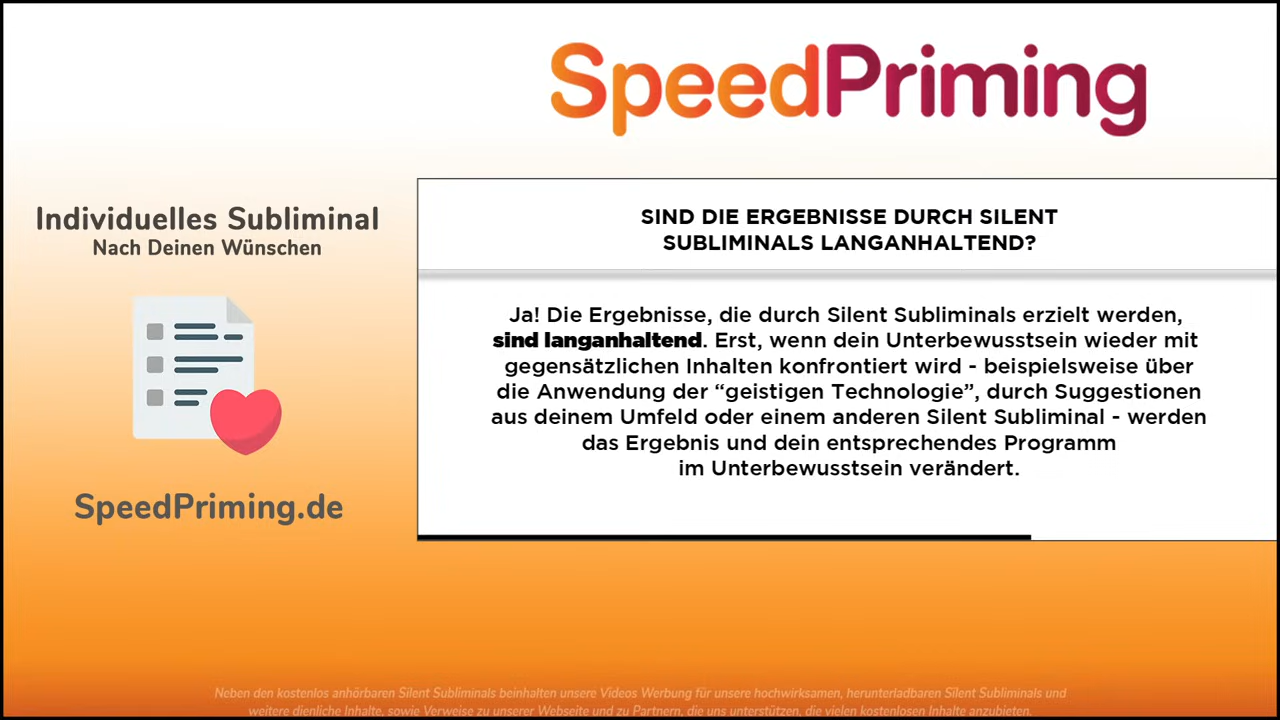 SpeedPriming
Individuelles Subliminal
Nach Deinen Wünschen
SpeedPriming.de
SIND DIE ERGEBNISSE DURCH SILENT
SUBLIMINALS LANGANHALTEND?
Ja! Die Ergebnisse, die durch Silent Subliminals erzielt werden,
sind langanhaltend. Erst, wenn dein Unterbewusstsein wieder mit
gegensätzlichen Inhalten konfrontiert wird - beispielsweise über
die Anwendung der “geistigen Technologie”, durch Suggestionen
aus deinem Umfeld oder einem anderen Silent Subliminal - werden
das Ergebnis und dein entsprechendes Programm
im Unterbewusstsein verändert.
Neben den kostenlos anhörbaren Silent Subliminals beinhalten unsere Videos Werbung für unsere hochwirksamen, herunterladbaren Silent Subliminals und
weitere dienliche Inhalte, sowie Verweise zu unserer Webseite und zu Partnern, die uns unterstützen, die vielen kostenlosen Inhalte anzubieten.